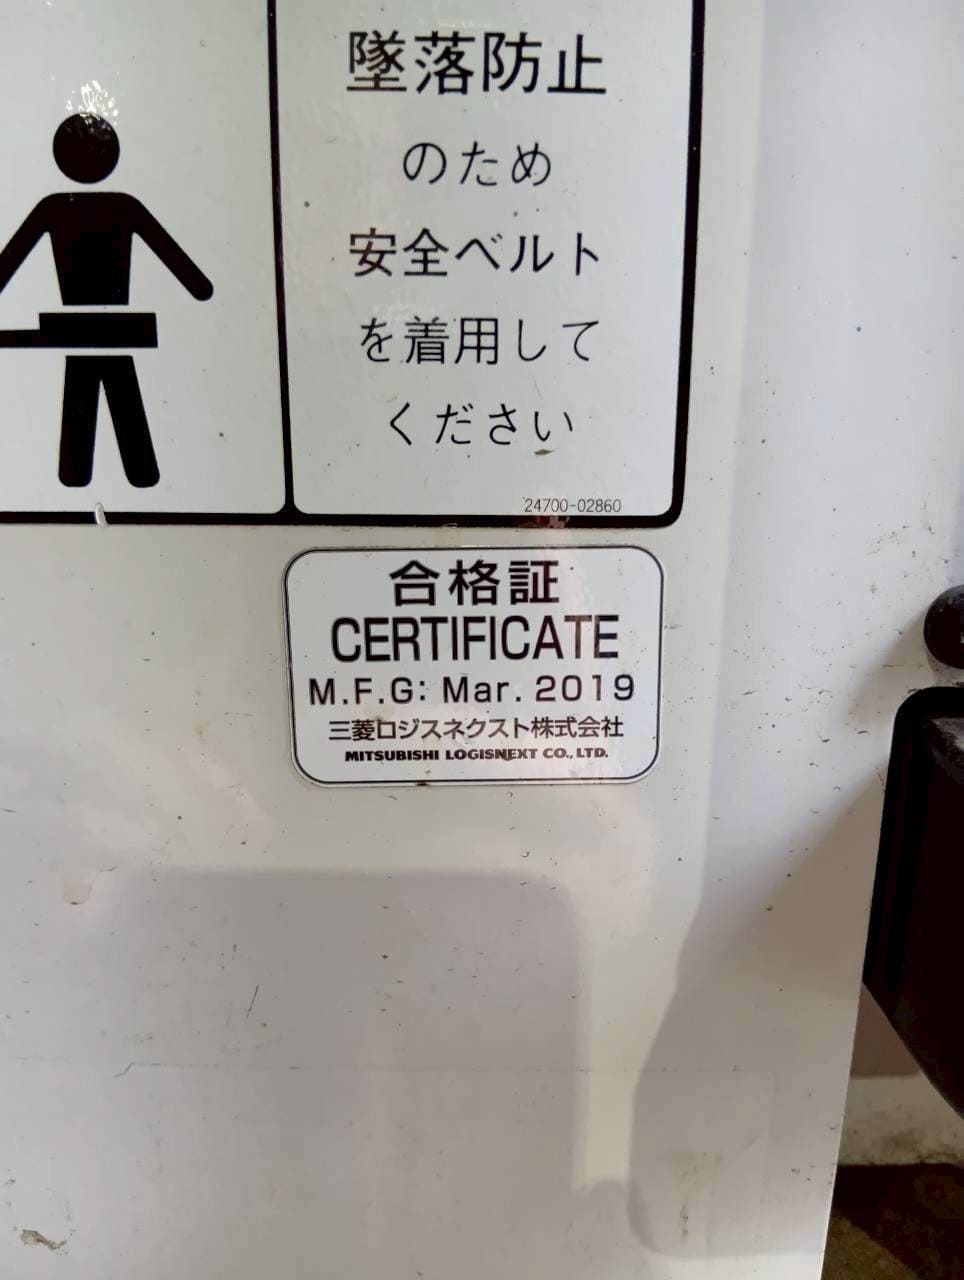 墜落防止
のため
安全ベルト
を着用して
ください
24700-02860
合格証
CERTIFICATE
M.F.G: Mar. 2019
三菱ロジスネクスト株式会社
MITSUBISHI LOGISNEXT CO., LTD.